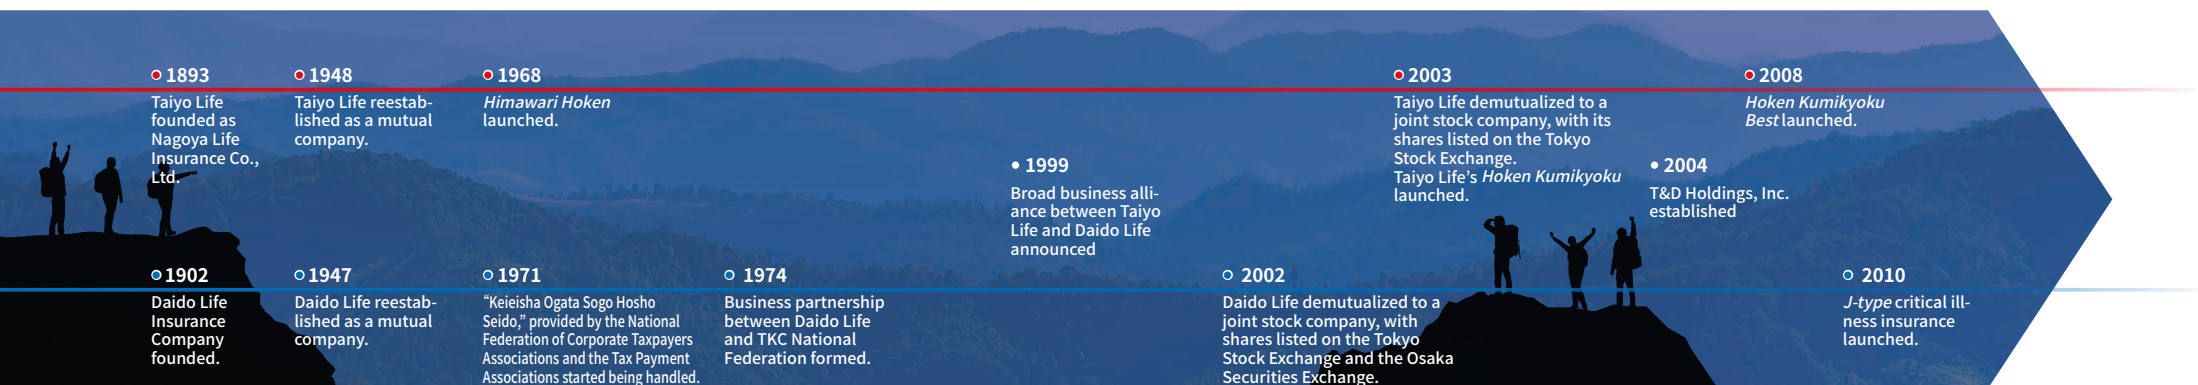 1893
Taiyo Life
founded as
Nagoya Life
Insurance Co.,
Ltd.
1948
Taiyo Life reestab-
lished as a mutual
company.
1968
Himawari Hoken
launched.
1999
Broad business alli-
ance between Taiyo
Life and Daido Life
announced
2003
Taiyo Life demutualized to a
joint stock company, with its
shares listed on the Tokyo
Stock Exchange.
Taiyo Life's Hoken Kumikyoku
launched.
2004
T&D Holdings, Inc.
established
2008
Hoken Kumikyoku
Best launched.
1902
Daido Life
Insurance
Company
founded.
1947
Daido Life reestab-
lished as a mutual
company.
1971
“Keieisha Ogata Sogo Hosho
Seido,” provided by the National
Federation of Corporate Taxpayers
Associations and the Tax Payment
Associations started being handled.
1974
Business partnership
between Daido Life
and TKC National
Federation formed.
2002
Daido Life demutualized to a
joint stock company, with
shares listed on the Tokyo
Stock Exchange and the Osaka
Securities Exchange.
2010
J-type critical ill-
ness insurance
launched.